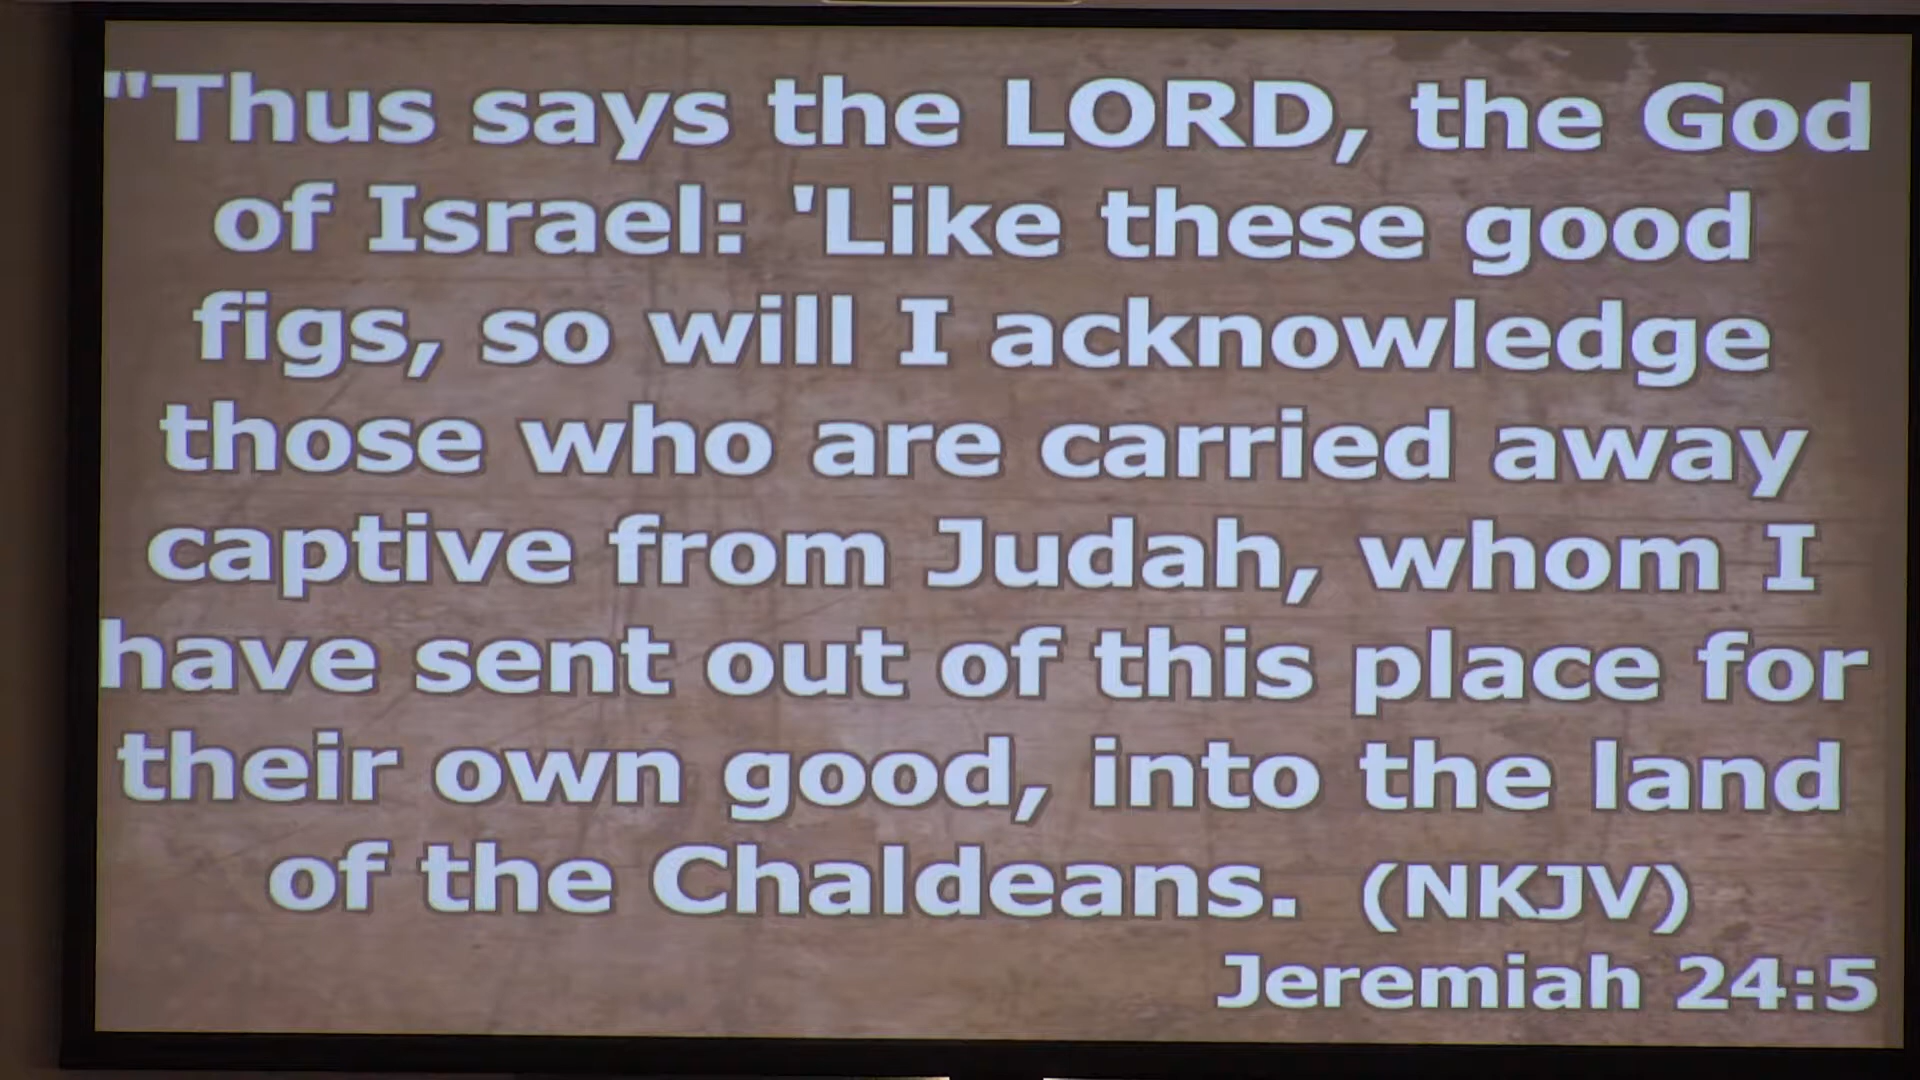 "Thus says the LORD, the God
of Israel: 'Like these good
figs, so will I acknowledge
those who are carried away
captive from Judah, whom I
have sent out of this place for
their own good, into the land
of the Chaldeans. (NKJV)
Jeremiah 24:5